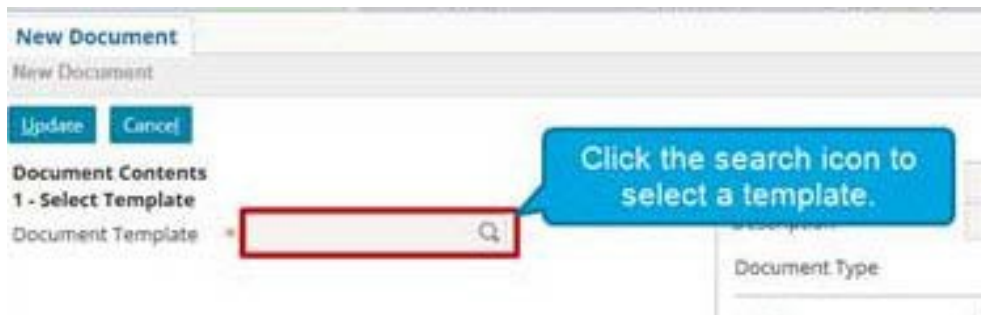 New Document
New Document
Update Cancel
Document Contents
1 - Select Template
Document Template *
Click the search icon to
select a template.
Document Type